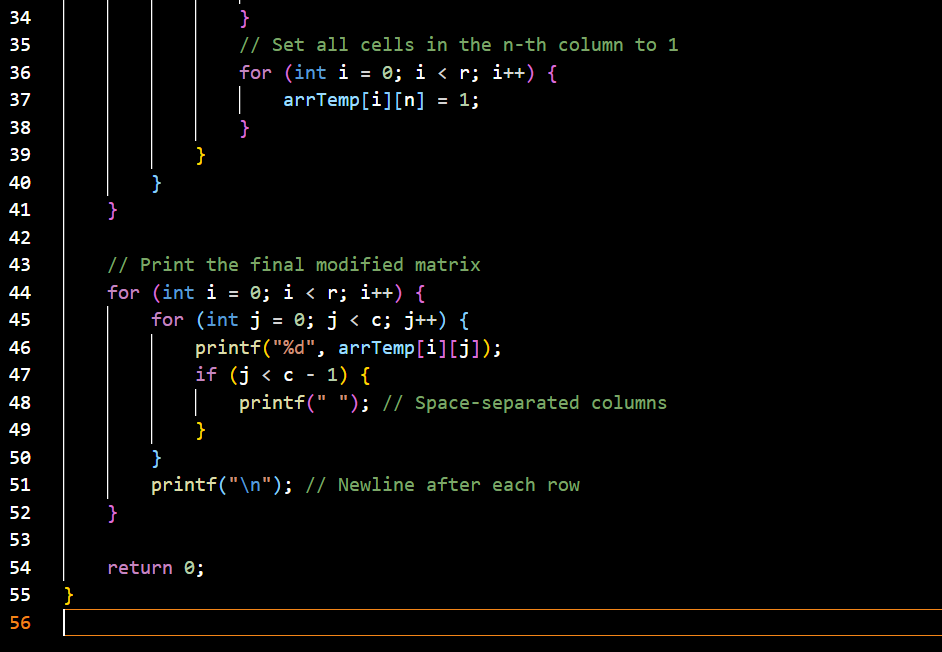 34                }
35                // Set all cells in the n-th column to 1
36                for (int i = 0; i < r; i++) {
37                    arrTemp[i][n] = 1;
38                }
39            }
40        }
41    }
42
43    // Print the final modified matrix
44    for (int i = 0; i < r; i++) {
45        for (int j = 0; j < c; j++) {
46            printf("%d", arrTemp[i][j]);
47            if (j < c - 1) {
48                printf(" "); // Space-separated columns
49            }
50        }
51        printf("\n"); // Newline after each row
52    }
53
54    return 0;
55 }
56